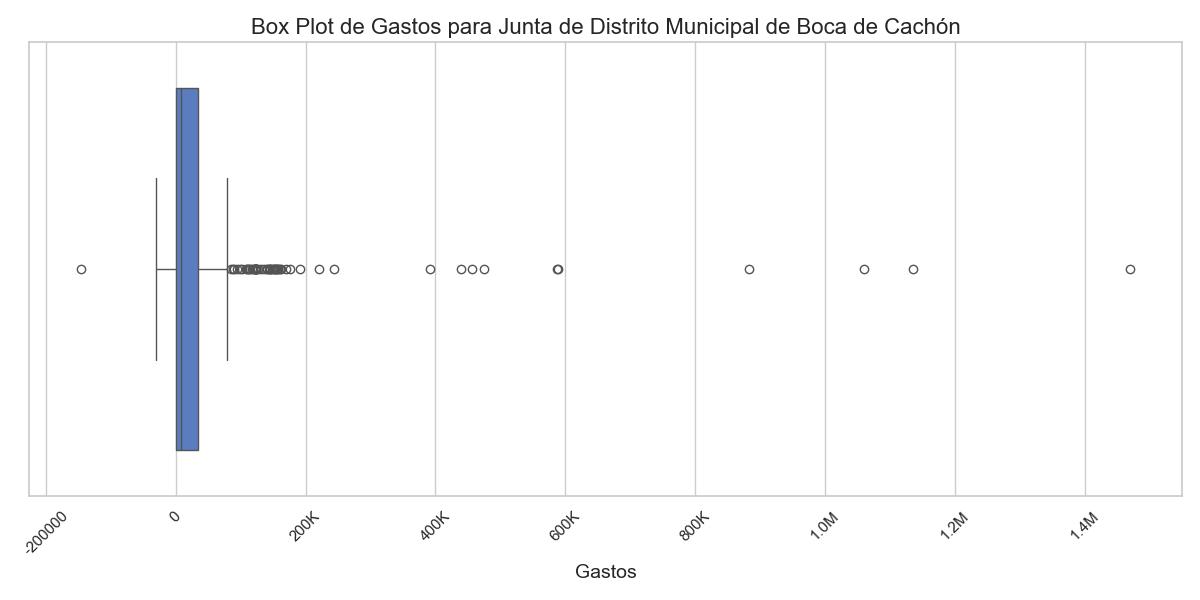 Box Plot de Gastos para Junta de Distrito Municipal de Boca de Cachón
-200000
0
200K
400K
600K
800K
1.0M
1.2M
1.4M
Gastos